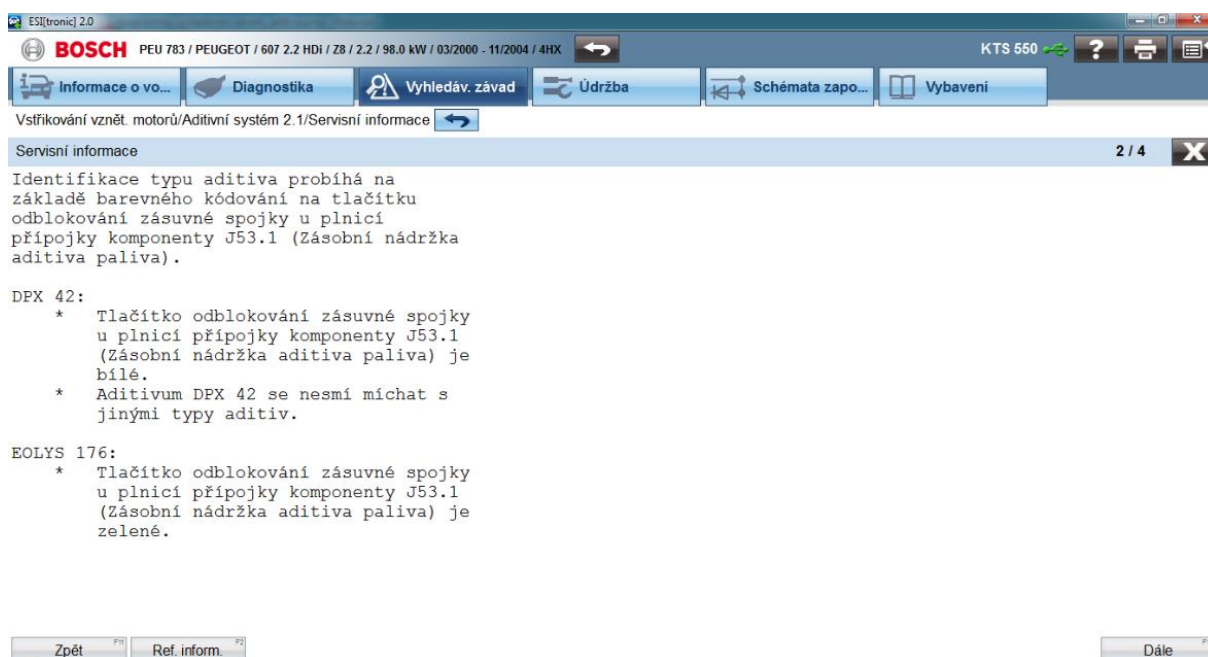 ESI[tronic] 2.0
BOSCH PEU 783 / PEUGEOT / 607 2.2 HDi / Z8 / 2.2 / 98.0 kW / 03/2000 - 11/2004 / 4HX KTS 550 ?
Informace o vo... Diagnostika Vyhledáv. závad Údržba Schémata zapo... Vybavení
Vstřikování vznět. motorů/Aditivní systém 2.1/Servisní informace
Servisní informace 2 / 4 X
Identifikace typu aditiva probíhá na
základě barevného kódování na tlačítku
odblokování zásuvné spojky u plnicí
přípojky komponenty J53.1 (Zásobní nádržka
aditiva paliva).
DPX 42:
* Tlačítko odblokování zásuvné spojky
u plnicí přípojky komponenty J53.1
(Zásobní nádržka aditiva paliva) je
bílé.
* Aditivum DPX 42 se nesmí míchat s
jinými typy aditiv.
EOLYS 176:
* Tlačítko odblokování zásuvné spojky
u plnicí přípojky komponenty J53.1
(Zásobní nádržka aditiva paliva) je
zelené.
Zpět F11 Ref. inform. F2 Dále